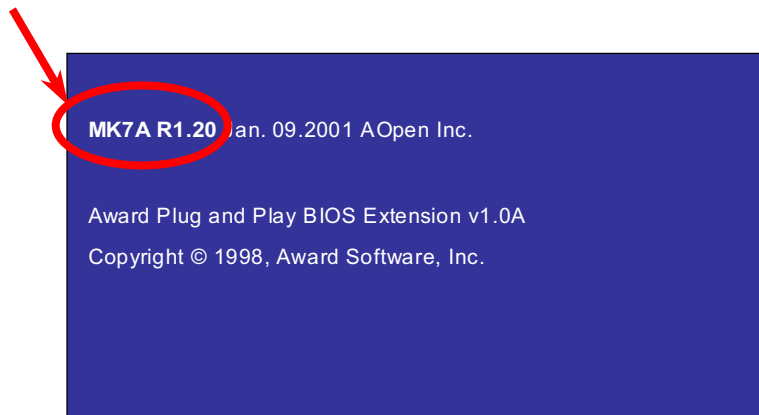 MK7A R1.20 Jan. 09.2001 AOpen Inc.
Award Plug and Play BIOS Extension v1.0A
Copyright © 1998, Award Software, Inc.